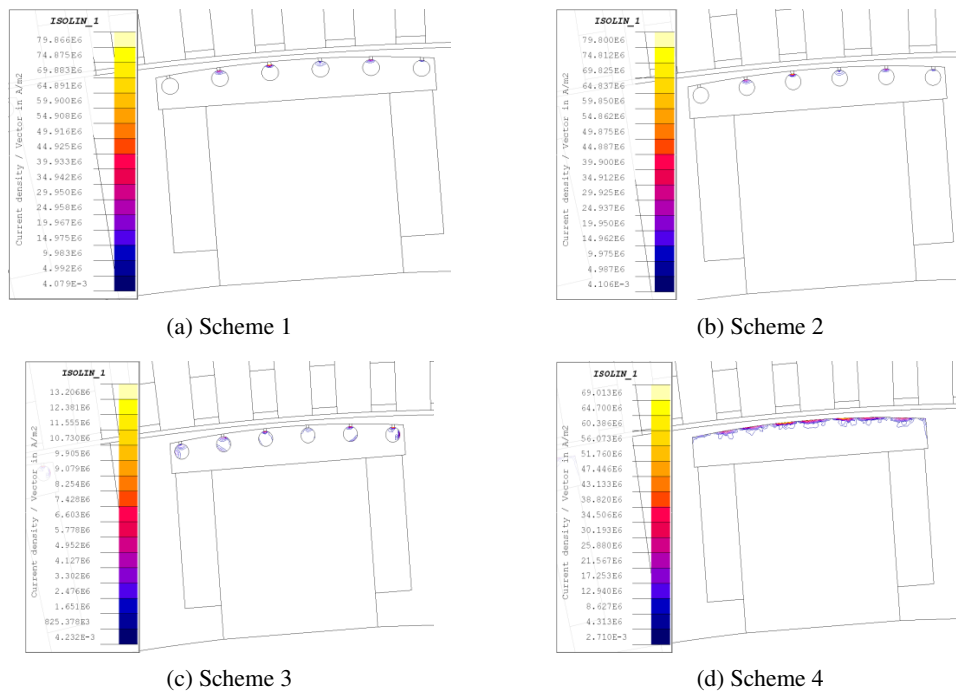 ISOLIN_1
Current density / Vector in A/m2
79.866E6
74.875E6
69.883E6
64.891E6
59.900E6
54.908E6
49.916E6
44.925E6
39.933E6
34.942E6
29.950E6
24.958E6
19.967E6
14.975E6
9.983E6
4.992E6
4.079E-3
(a) Scheme 1
ISOLIN_1
Current density / Vector in A/m2
79.800E6
74.812E6
69.825E6
64.837E6
59.850E6
54.862E6
49.875E6
44.887E6
39.900E6
34.912E6
29.925E6
24.937E6
19.950E6
14.962E6
9.975E6
4.987E6
4.106E-3
(b) Scheme 2
ISOLIN_1
Current density / Vector in A/m2
13.206E6
12.381E6
11.555E6
10.730E6
9.905E6
9.079E6
8.254E6
7.428E6
6.603E6
5.778E6
4.952E6
4.127E6
3.302E6
2.476E6
1.651E6
825.378E3
4.232E-3
(c) Scheme 3
ISOLIN_1
Current density / Vector in A/m2
69.013E6
64.700E6
60.386E6
56.073E6
51.760E6
47.446E6
43.133E6
38.820E6
34.506E6
30.193E6
25.880E6
21.567E6
17.253E6
12.940E6
8.627E6
4.313E6
2.710E-3
(d) Scheme 4